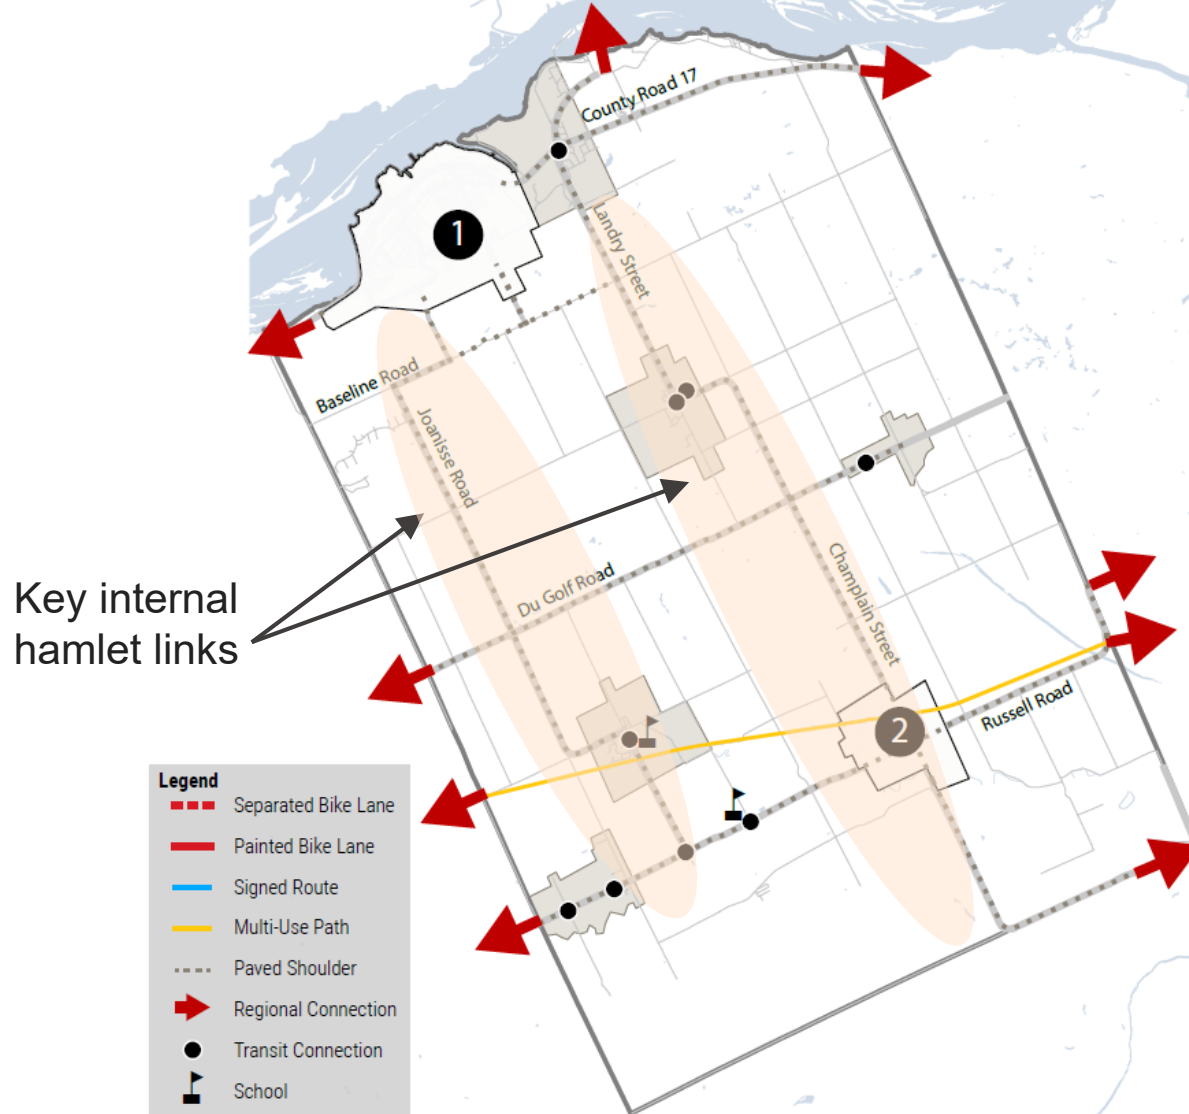 County Road 17
1
Landry Street
Baseline Road
Joanisse Road
Key internal
hamlet links
Du Golf Road
Champlain Street
2
Russell Road
Legend
Separated Bike Lane
Painted Bike Lane
Signed Route
Multi-Use Path
Paved Shoulder
Regional Connection
Transit Connection
School